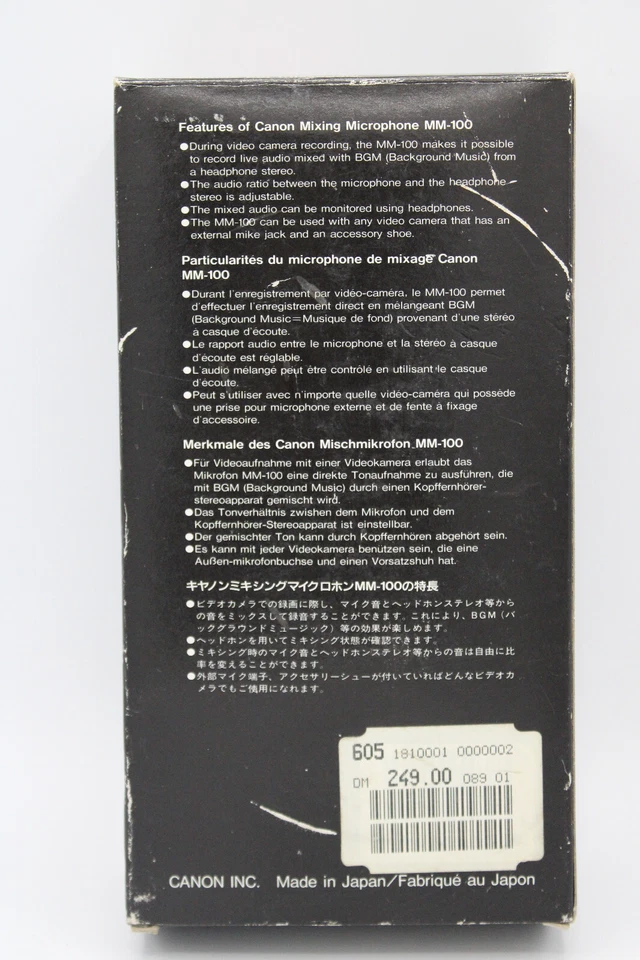 Features of Canon Mixing Microphone MM-100
●During video camera recording, the MM-100 makes it possible
to record live audio mixed with BGM (Background Music) from
a headphone stereo.
●The audio ratio between the microphone and the headphone
stereo is adjustable.
●The mixed audio can be monitored using headphones.
●The MM-100 can be used with any video camera that has an
external mike jack and an accessory shoe.
Particularités du microphone de mixage Canon
MM-100
●Durant l'enregistrement par vidéo-caméra, le MM-100 permet
d'effectuer l'enregistrement direct en mélangeant BGM
(Background Music=Musique de fond) provenant d'une stéréo
à casque d'écoute.
●Le rapport audio entre le microphone et la stéréo à casque
d'écoute est réglable.
●L'audio mélangé peut être contrôlé en utilisant le casque
d'écoute.
●Peut s'utiliser avec n'importe quelle vidéo-caméra qui possède
une prise pour microphone externe et de fente à fixage
d'accessoire.
Merkmale des Canon Mischmikrofon MM-100
●Für Videoaufnahme mit einer Videokamera erlaubt das
Mikrofon MM-100 eine direkte Tonaufnahme zu ausführen, die
mit BGM (Background Music) durch einen Kopffernhörer-
stereoapparat gemischt wird.
●Das Tonverhältnis zwischen dem Mikrofon und dem
Kopffernhörer-Stereoapparat ist einstellbar.
●Der gemischter Ton kann durch Kopffernhören abgehört sein.
●Es kann mit jeder Videokamera benützen sein, die eine
Außen-mikrofonbuchse und einen Vorsatzshuh hat.
キヤノンミキシングマイクロホンMM-100の特長
●ビデオカメラでの録画に際し、マイク音とヘッドホンステレオ等から
の音をミックスして録音することができます。これにより、BGM（バ
ックグラウンドミュージック）等の効果が楽しめます。
●ヘッドホンを用いてミキシング状態が確認できます。
●ミキシング時のマイク音とヘッドホンステレオ等からの音は自由に比
率を変えることができます。
●外部マイク端子、アクセサリーシューが付いていればどんなビデオカ
メラでもご使用になれます。
605 1810001 0000002
DM 249.00 089 01
CANON INC. Made in Japan/Fabriqué au Japon